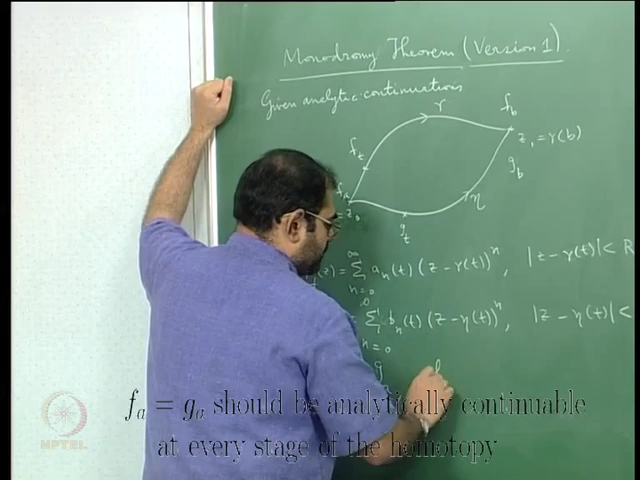 Monodromy Theorem (Version 1).
Given analytic continuations
γ
f_b
f_t
z_1 = γ(b)
g_b
f_a
z_0
η
g_t
(z) = ∑_{n=0}^{∞} a_n(t) (z - γ(t))^n, |z - γ(t)| < R
= ∑_{n=0}^{∞} b_n(t) (z - η(t))^n, |z - η(t)| <
g
f_a = g_a should be analytically continuable
at every stage of the homotopy
NPTEL